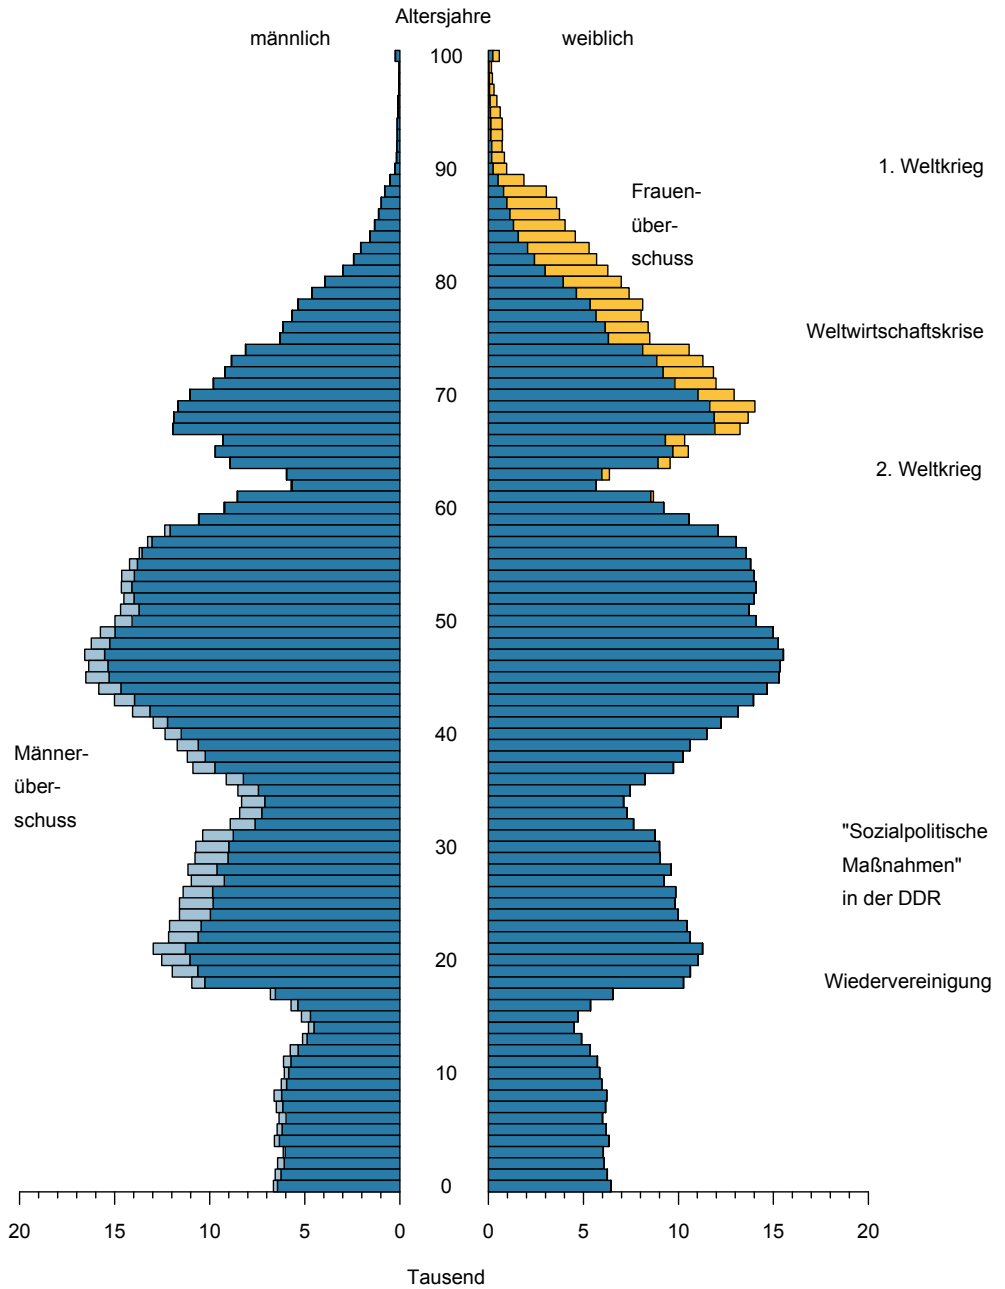 Altersjahre
männlich
weiblich
100
90
1. Weltkrieg
Frauen-
über-
schuss
80
Weltwirtschaftskrise
70
2. Weltkrieg
60
50
40
Männer-
über-
schuss
30
"Sozialpolitische
Maßnahmen"
in der DDR
20
Wiedervereinigung
10
0
20 15 10 5 0 0 5 10 15 20
Tausend